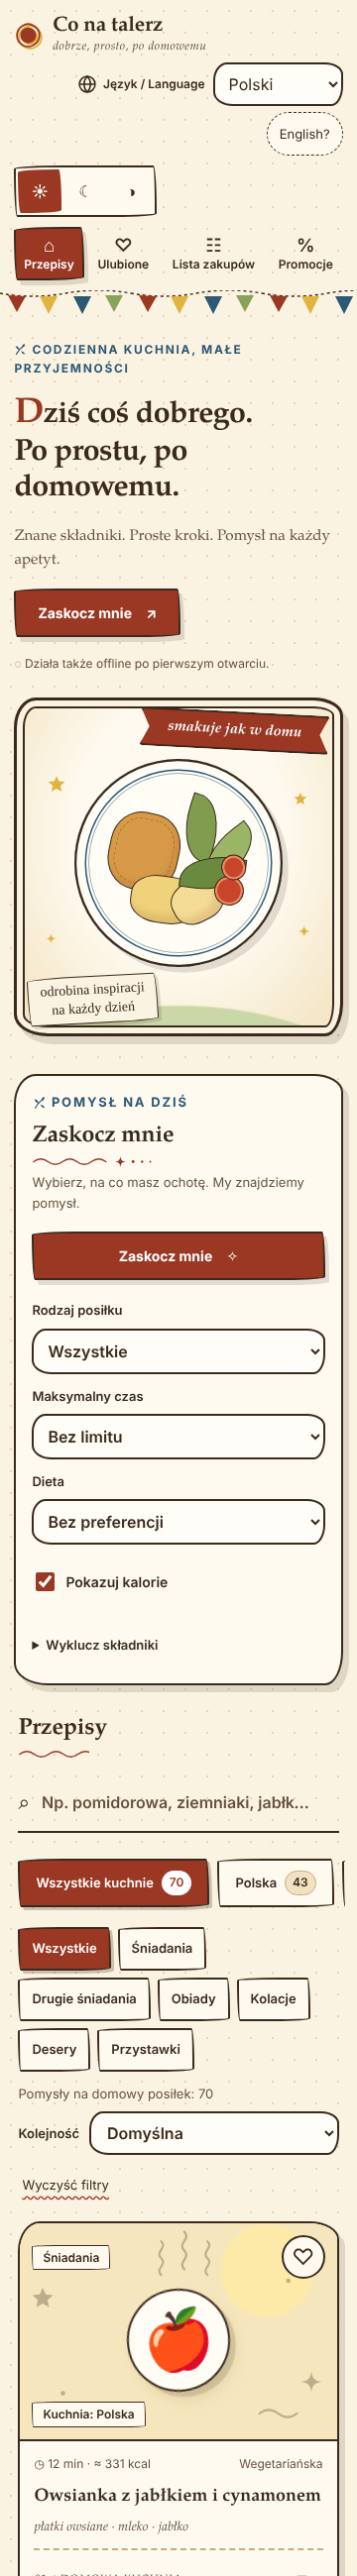 Co na talerz
dobrze, prosto, po domowemu
Język / Language
Polski
English?
Przepisy
Ulubione
Lista zakupów
%
Promocje
CODZIENNA KUCHNIA, MAŁE
PRZYJEMNOŚCI
Dziś coś dobrego.
Po prostu, po
domowemu.
Znane składniki. Proste kroki. Pomysł na każdy
apetyt.
Zaskocz mnie
Działa także offline po pierwszym otwarciu.
smakuje jak w domu
odrobina inspiracji
na każdy dzień
POMYSŁ NA DZIŚ
Zaskocz mnie
Wybierz, na co masz ochotę. My znajdziemy
pomysł.
Zaskocz mnie
Rodzaj posiłku
Wszystkie
Maksymalny czas
Bez limitu
Dieta
Bez preferencji
Pokazuj kalorie
Wyklucz składniki
Przepisy
Np. pomidorowa, ziemniaki, jabłk…
Wszystkie kuchnie 70
Polska 43
Wszystkie
Śniadania
Drugie śniadania
Obiady
Kolacje
Desery
Przystawki
Pomysły na domowy posiłek: 70
Kolejność
Domyślna
Wyczyść filtry
Śniadania
Kuchnia: Polska
12 min · ≈ 331 kcal
Wegetariańska
Owsianka z jabłkiem i cynamonem
płatki owsiane · mleko · jabłko